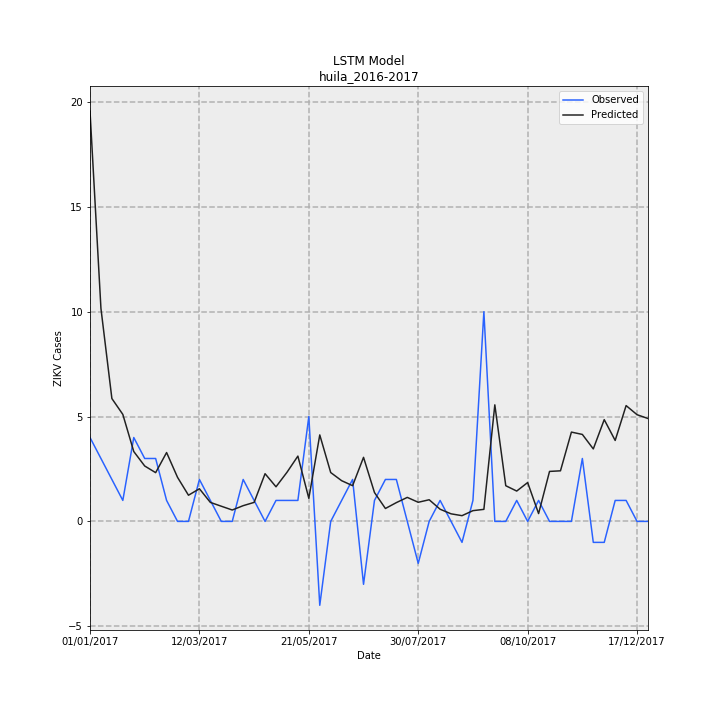 LSTM Model
huila_2016-2017
Observed
Predicted
20
15
10
5
0
−5
ZIKV Cases
01/01/2017 12/03/2017 21/05/2017 30/07/2017 08/10/2017 17/12/2017
Date